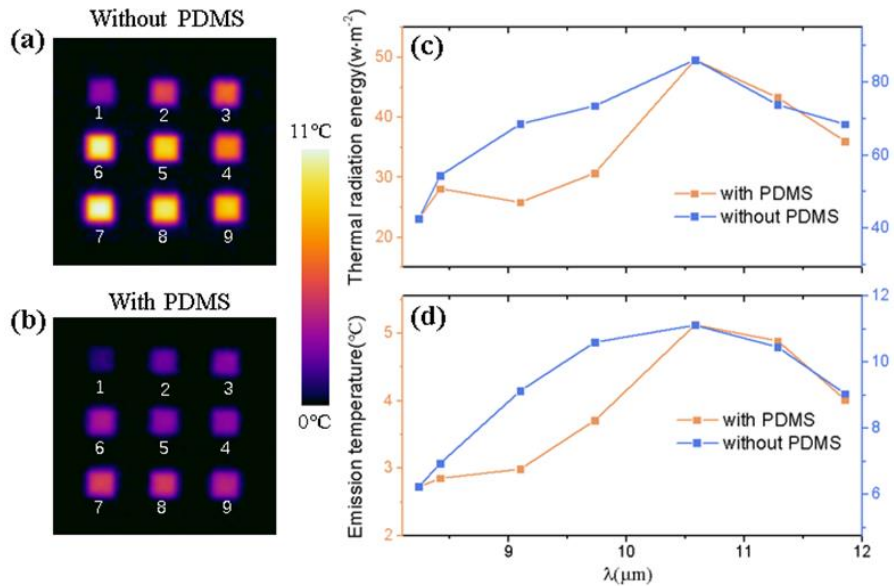 Without PDMS
(a)
1 2 3
6 5 4
7 8 9
11℃
0℃
With PDMS
(b)
1 2 3
6 5 4
7 8 9
(c)
Thermal radiation energy(w·m⁻²)
50
40
30
20
80
60
40
with PDMS
without PDMS
(d)
Emission temperature(℃)
5
4
3
2
12
10
8
6
with PDMS
without PDMS
9 10 11 12
λ(μm)